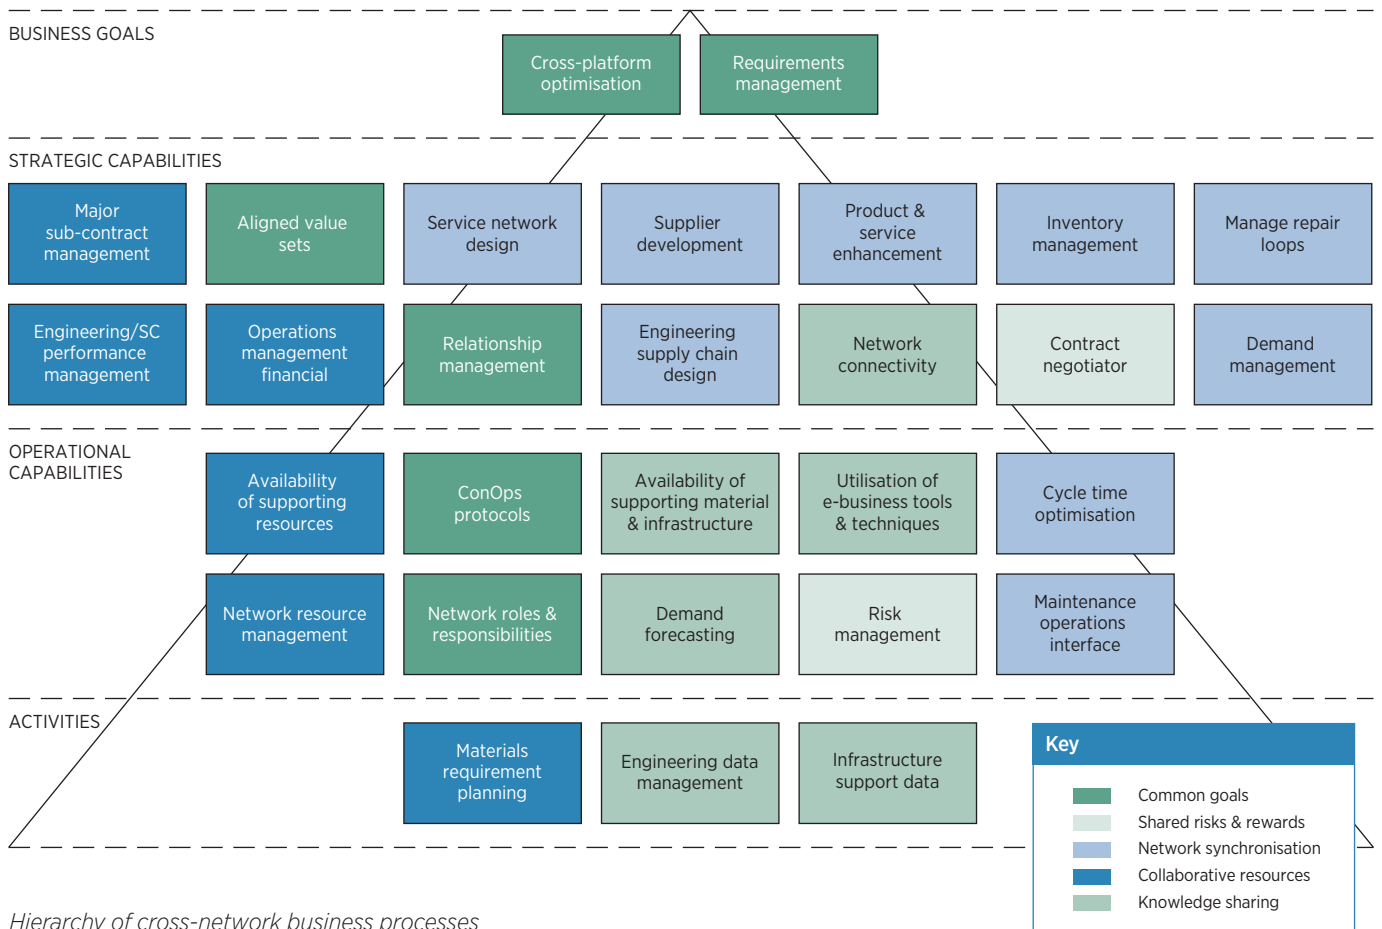 BUSINESS GOALS
Cross-platform
optimisation
Requirements
management
STRATEGIC CAPABILITIES
Major
sub-contract
management
Aligned value
sets
Service network
design
Supplier
development
Product &
service
enhancement
Inventory
management
Manage repair
loops
Engineering/SC
performance
management
Operations
management
financial
Relationship
management
Engineering
supply chain
design
Network
connectivity
Contract
negotiator
Demand
management
OPERATIONAL
CAPABILITIES
Availability
of supporting
resources
ConOps
protocols
Availability of
supporting material
& infrastructure
Utilisation of
e-business tools
& techniques
Cycle time
optimisation
Network resource
management
Network roles &
responsibilities
Demand
forecasting
Risk
management
Maintenance
operations
interface
ACTIVITIES
Materials
requirement
planning
Engineering data
management
Infrastructure
support data
Key
Common goals
Shared risks & rewards
Network synchronisation
Collaborative resources
Knowledge sharing
Hierarchy of cross-network business processes